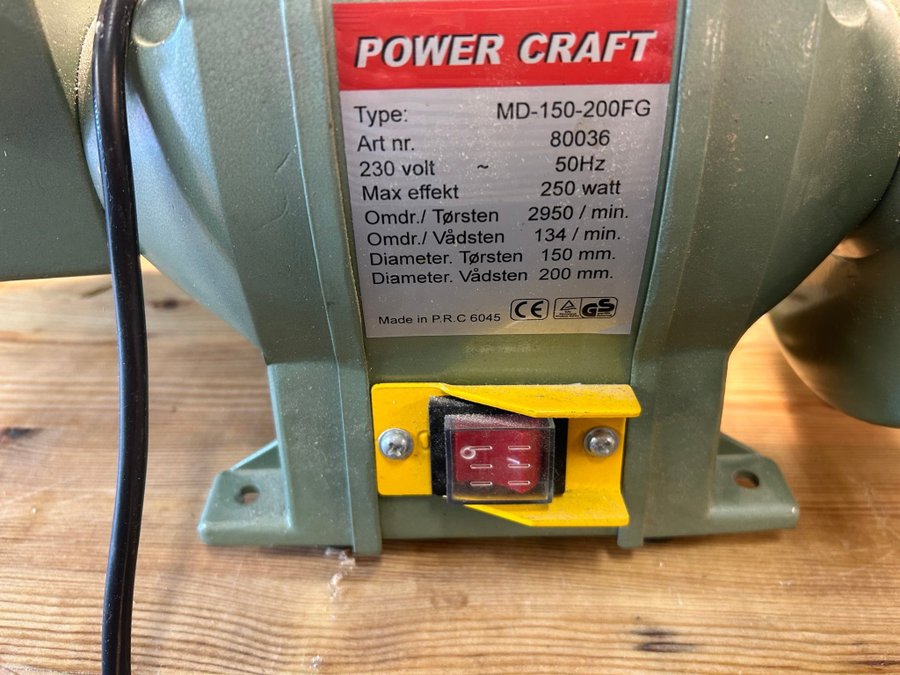 POWER CRAFT
Type: MD-150-200FG
Art nr. 80036
230 volt ~ 50Hz
Max effekt 250 watt
Omdr./ Tørsten 2950 / min.
Omdr./ Vådsten 134 / min.
Diameter. Tørsten 150 mm.
Diameter. Vådsten 200 mm.
Made in P.R.C 6045 CE GS